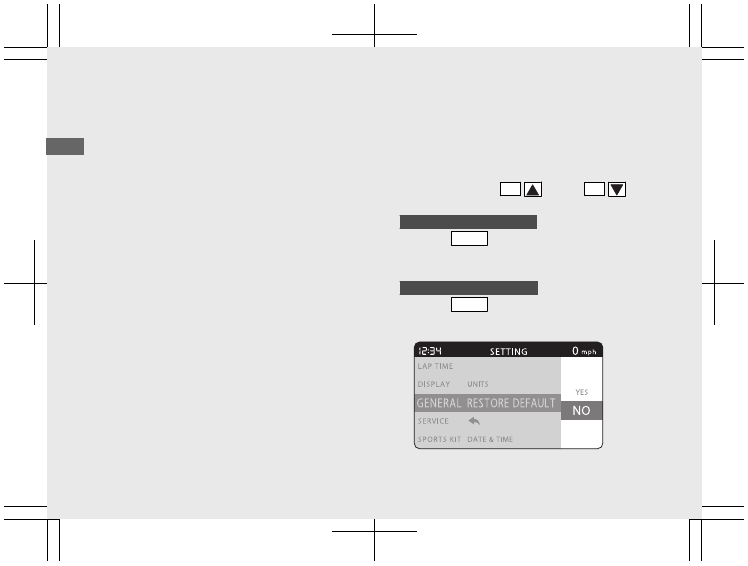 12:34 SETTING 0 mph
LAP TIME
DISPLAY UNITS YES
GENERAL RESTORE DEFAULT NO
SERVICE
SPORTS KIT DATE & TIME